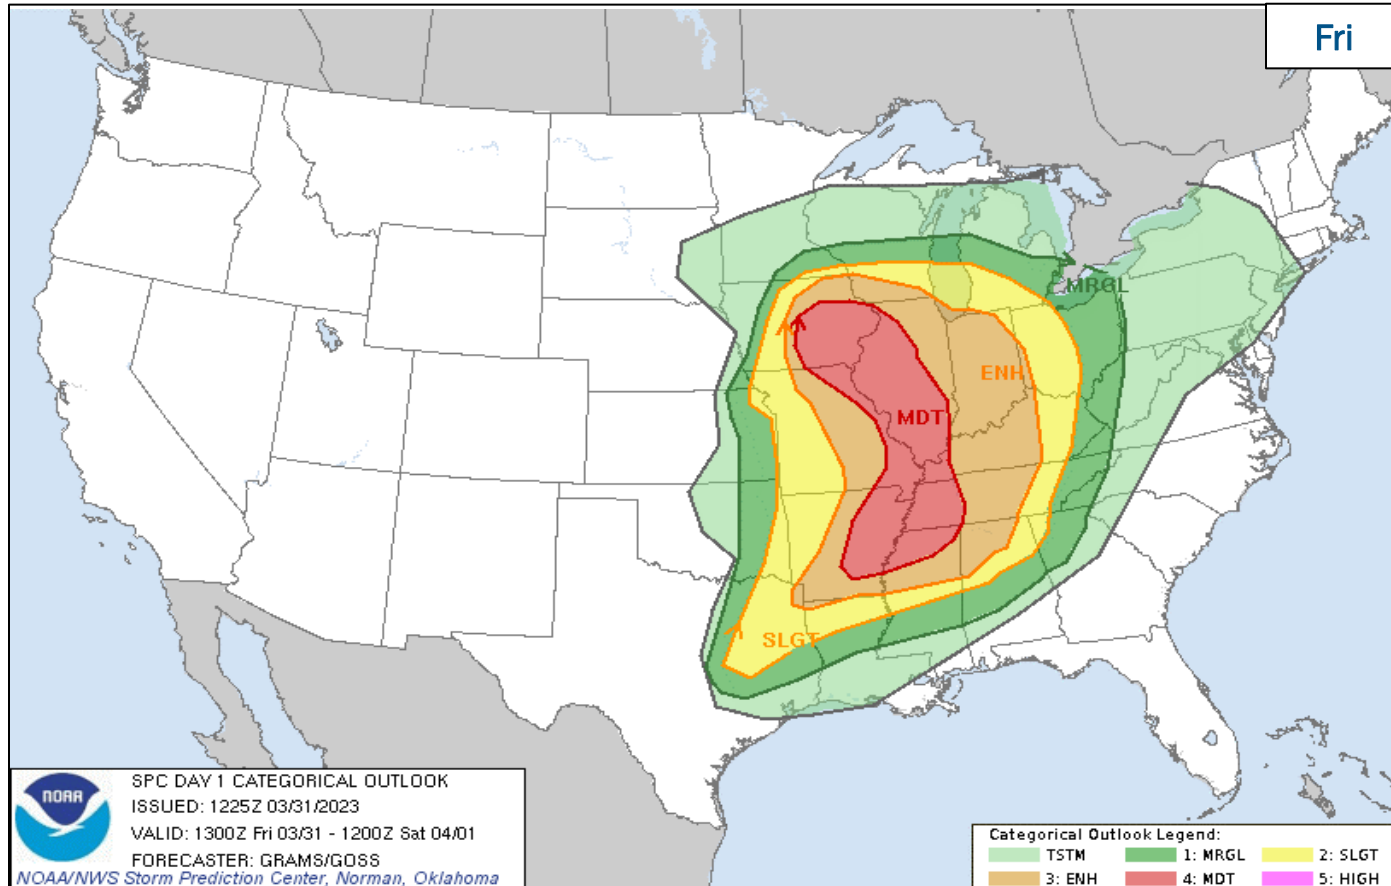 Fri
MRGL
ENH
MDT
SLGT
NOAA
SPC DAY 1 CATEGORICAL OUTLOOK
ISSUED: 1225Z 03/31/2023
VALID: 1300Z Fri 03/31 - 1200Z Sat 04/01
FORECASTER: GRAMS/GOSS
NOAA/NWS Storm Prediction Center, Norman, Oklahoma
Categorical Outlook Legend:
TSTM 1: MRGL 2: SLGT
3: ENH 4: MDT 5: HIGH